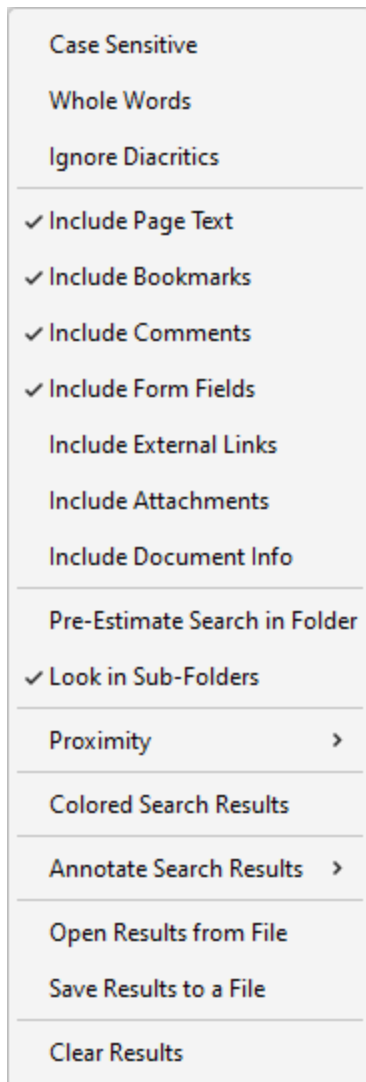 Case Sensitive
Whole Words
Ignore Diacritics
Include Page Text
Include Bookmarks
Include Comments
Include Form Fields
Include External Links
Include Attachments
Include Document Info
Pre-Estimate Search in Folder
Look in Sub-Folders
Proximity
Colored Search Results
Annotate Search Results
Open Results from File
Save Results to a File
Clear Results